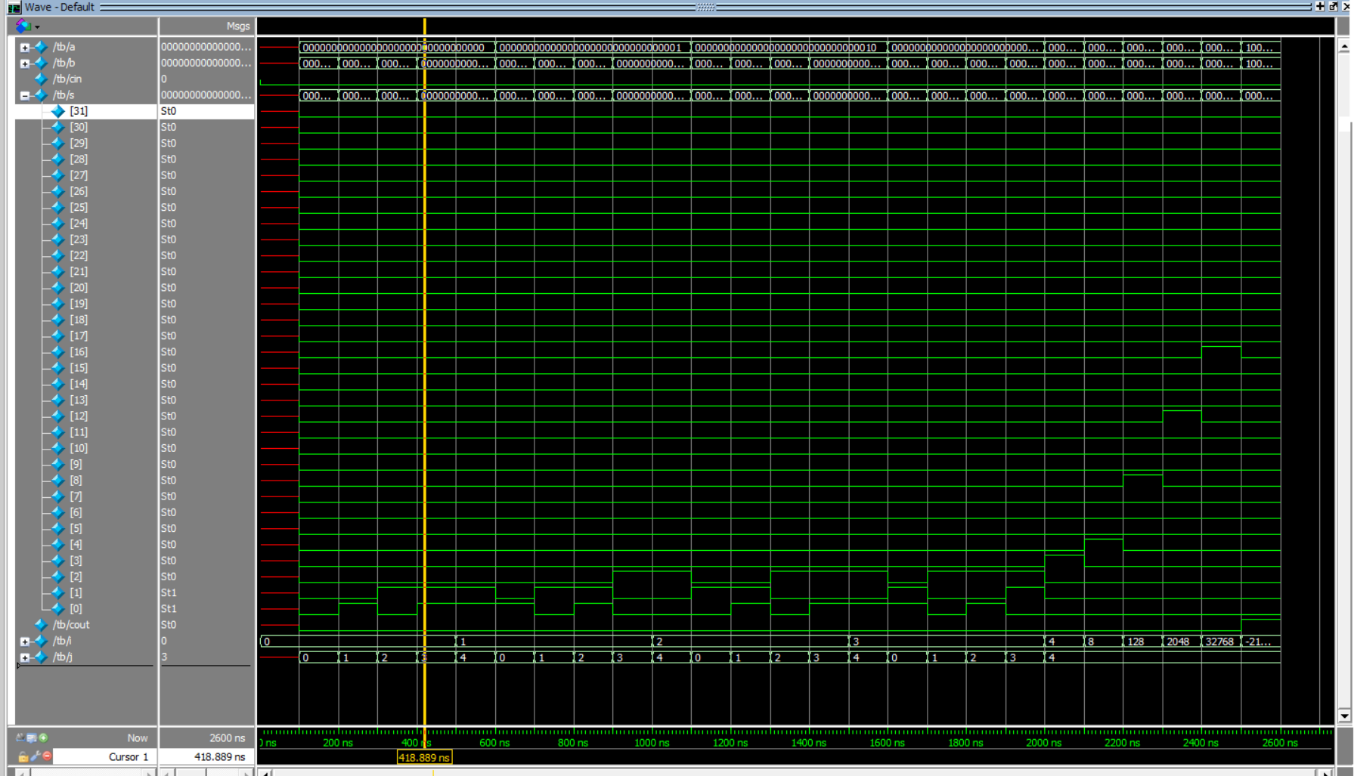 Wave - Default
Msgs
/tb/a 00000000000000... 00000000000000000000000000000000 00000000000000000000000000000001 00000000000000000000000000000010 000000000000000000000000000... 000... 000... 000... 000... 000... 100...
/tb/b 00000000000000... 000... 000... 000... 0000000000... 000... 000... 000... 0000000000... 000... 000... 000... 0000000000... 000... 000... 000... 000... 000... 000... 000... 000... 000... 100...
/tb/cin 0
/tb/s 00000000000000... 000... 000... 000... 0000000000... 000... 000... 000... 0000000000... 000... 000... 000... 0000000000... 000... 000... 000... 000... 000... 000... 000... 000... 000... 000...
[31] St0
[30] St0
[29] St0
[28] St0
[27] St0
[26] St0
[25] St0
[24] St0
[23] St0
[22] St0
[21] St0
[20] St0
[19] St0
[18] St0
[17] St0
[16] St0
[15] St0
[14] St0
[13] St0
[12] St0
[11] St0
[10] St0
[9] St0
[8] St0
[7] St0
[6] St0
[5] St0
[4] St0
[3] St0
[2] St0
[1] St1
[0] St1
/tb/cout St0
/tb/i 0 0 1 2 3 4 8 128 2048 32768 -21...
/tb/j 3 0 1 2 3 4 0 1 2 3 4 0 1 2 3 4 0 1 2 3 4
Now 2600 ns 200 ns 400 ns 600 ns 800 ns 1000 ns 1200 ns 1400 ns 1600 ns 1800 ns 2000 ns 2200 ns 2400 ns 2600 ns
Cursor 1 418.889 ns 418.889 ns